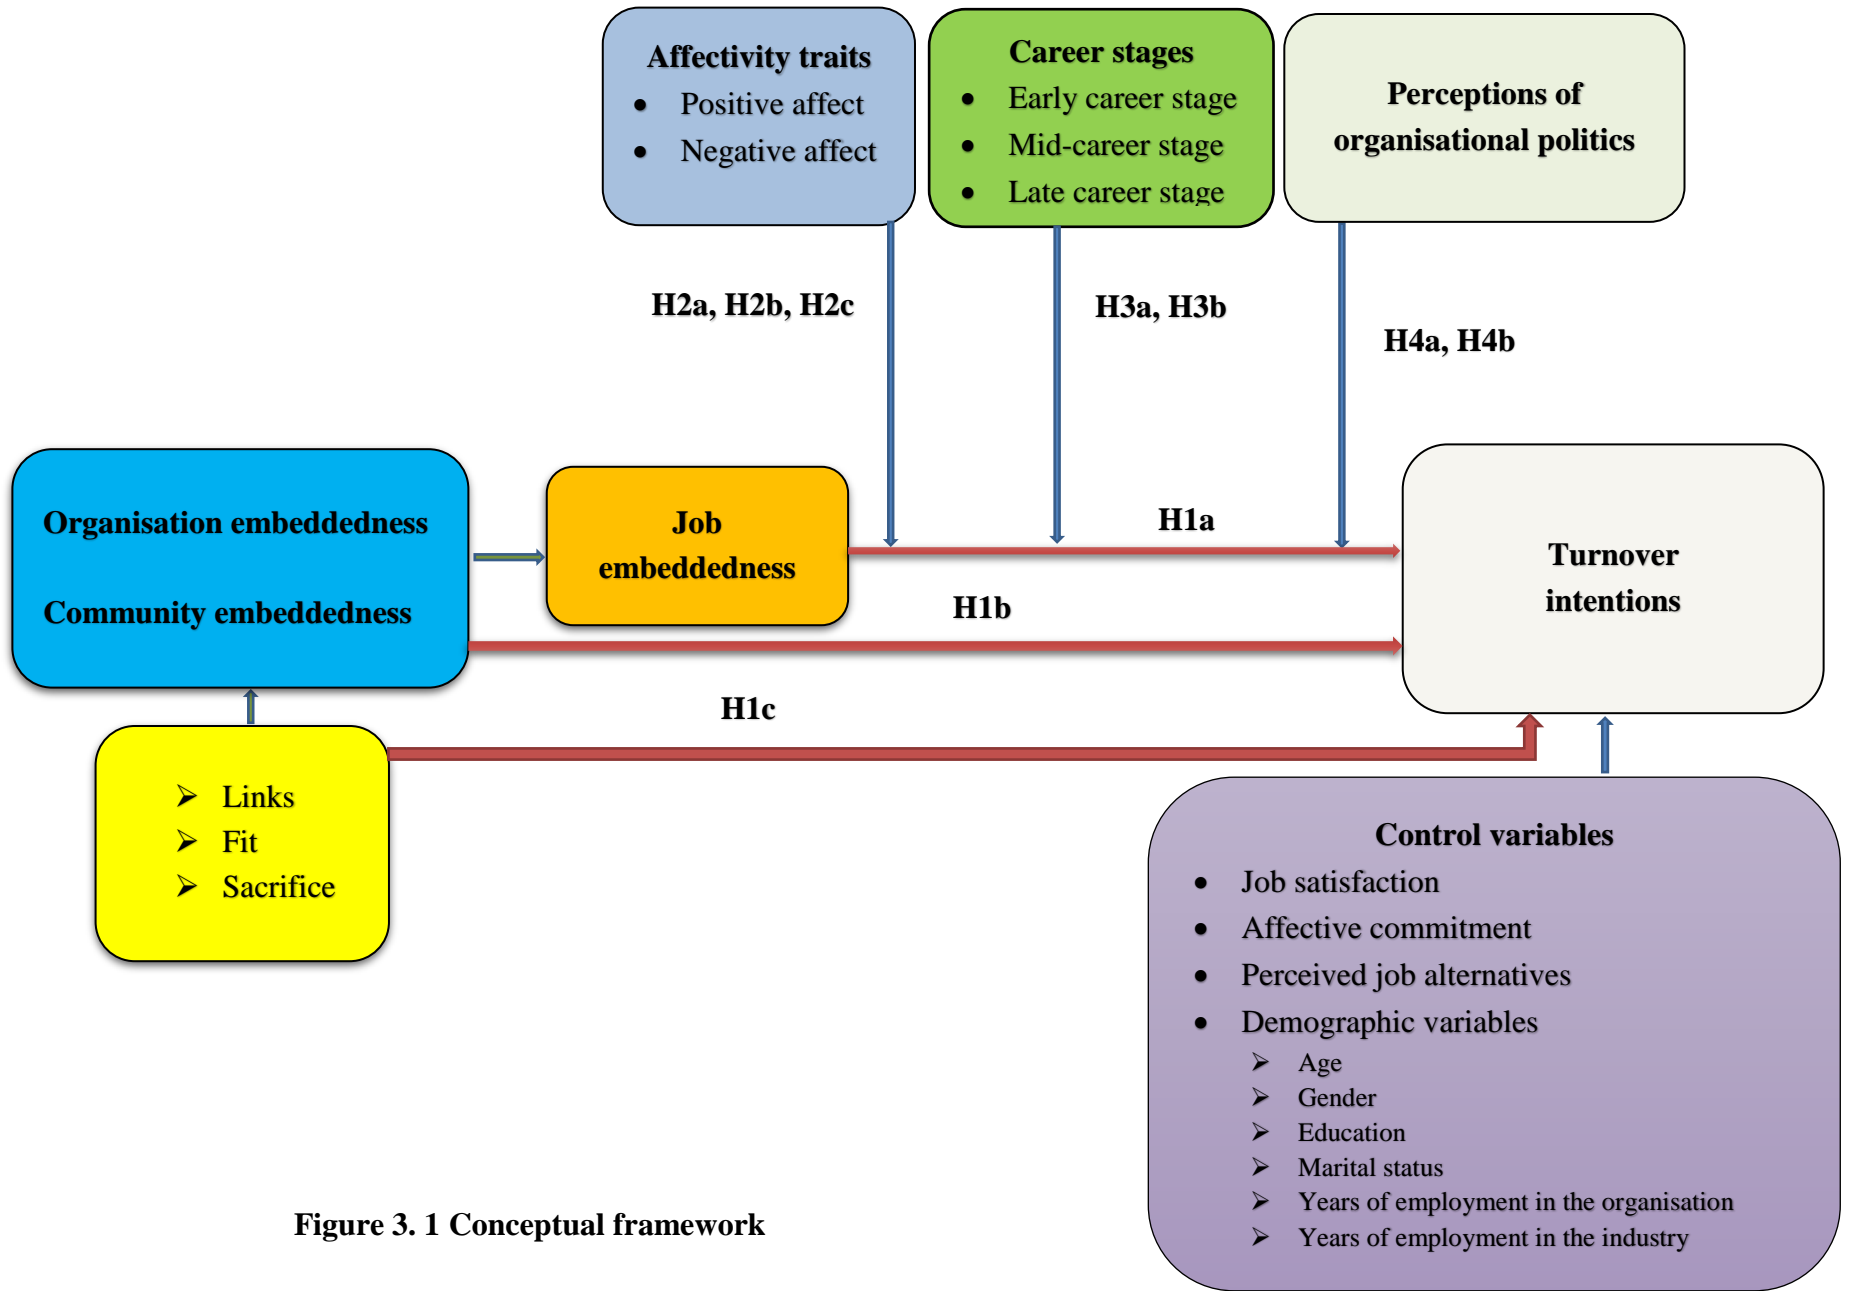 Affectivity traits
• Positive affect
• Negative affect
Career stages
• Early career stage
• Mid-career stage
• Late career stage
Perceptions of
organisational politics
H2a, H2b, H2c
H3a, H3b
H4a, H4b
Organisation embeddedness
Community embeddedness
Job
embeddedness
H1a
H1b
Turnover
intentions
H1c
➢ Links
➢ Fit
➢ Sacrifice
Control variables
• Job satisfaction
• Affective commitment
• Perceived job alternatives
• Demographic variables
➢ Age
➢ Gender
➢ Education
➢ Marital status
➢ Years of employment in the organisation
➢ Years of employment in the industry
Figure 3. 1 Conceptual framework